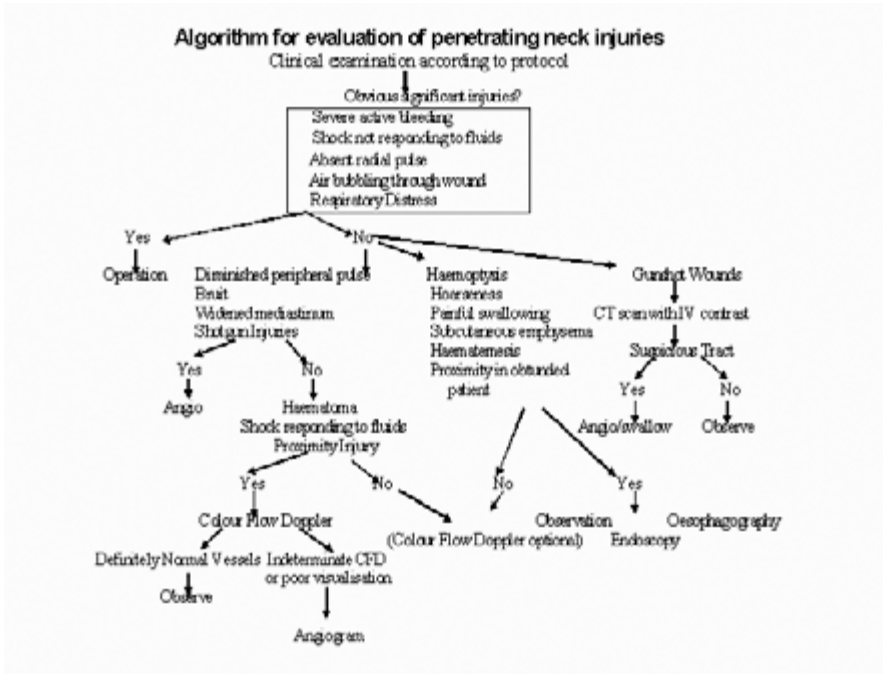 Algorithm for evaluation of penetrating neck injuries
Clinical examination according to protocol
Obvious significant injuries?
Severe active bleeding
Shock not responding to fluids
Absent radial pulse
Air bubbling through wound
Respiratory Distress
Yes
No
Operation
Diminished peripheral pulse
Bruit
Widened mediastinum
Shotgun Injuries
Haemoptysis
Hoarseness
Painful swallowing
Subcutaneous emphysema
Haematemesis
Proximity in obtunded
patient
Gunshot Wounds
CT scan with IV contrast
Suspicious Tract
Yes
No
Yes
No
Angio
Haematoma
Shock responding to fluids
Proximity Injury
Angio/swallow
Observe
Yes
No
No
Yes
Colour Flow Doppler
Observation
Oesophagography
(Colour Flow Doppler optional)
Endoscopy
Definitely Normal Vessels
Indeterminate CFD
or poor visualisation
Observe
Angiogram